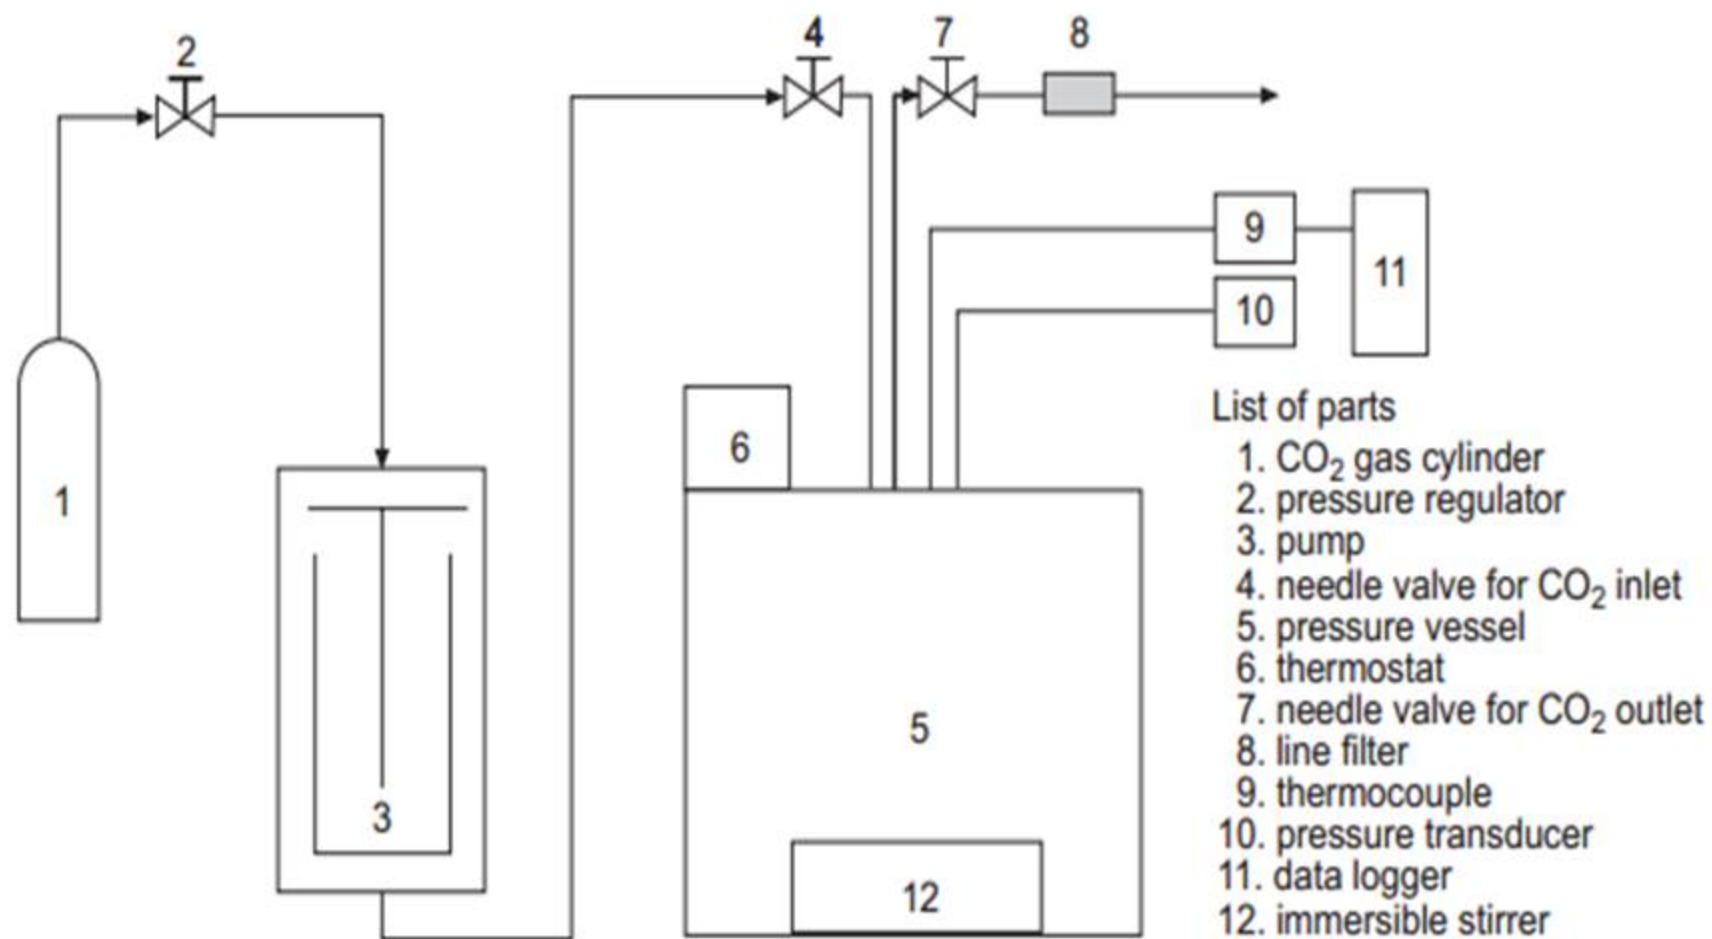 2
4
7
8
9
11
10
6
1
5
3
12
List of parts
1. CO₂ gas cylinder
2. pressure regulator
3. pump
4. needle valve for CO₂ inlet
5. pressure vessel
6. thermostat
7. needle valve for CO₂ outlet
8. line filter
9. thermocouple
10. pressure transducer
11. data logger
12. immersible stirrer